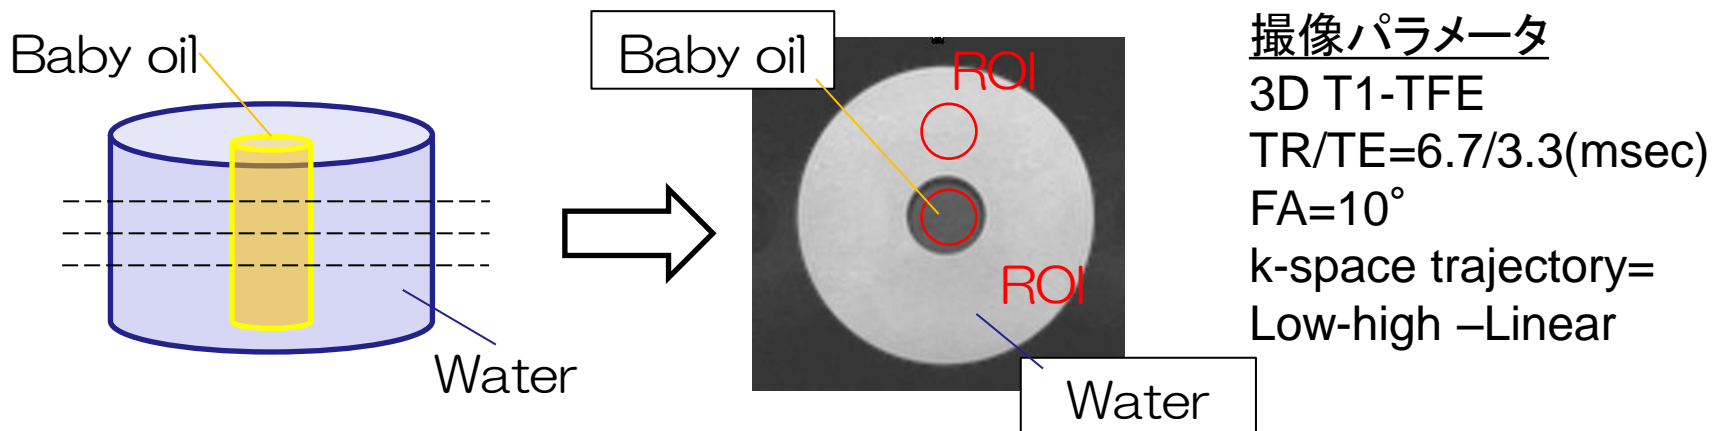 Baby oil
Water
Baby oil
ROI
ROI
Water
撮像パラメータ
3D T1-TFE
TR/TE=6.7/3.3(msec)
FA=10°
k-space trajectory=
Low-high –Linear